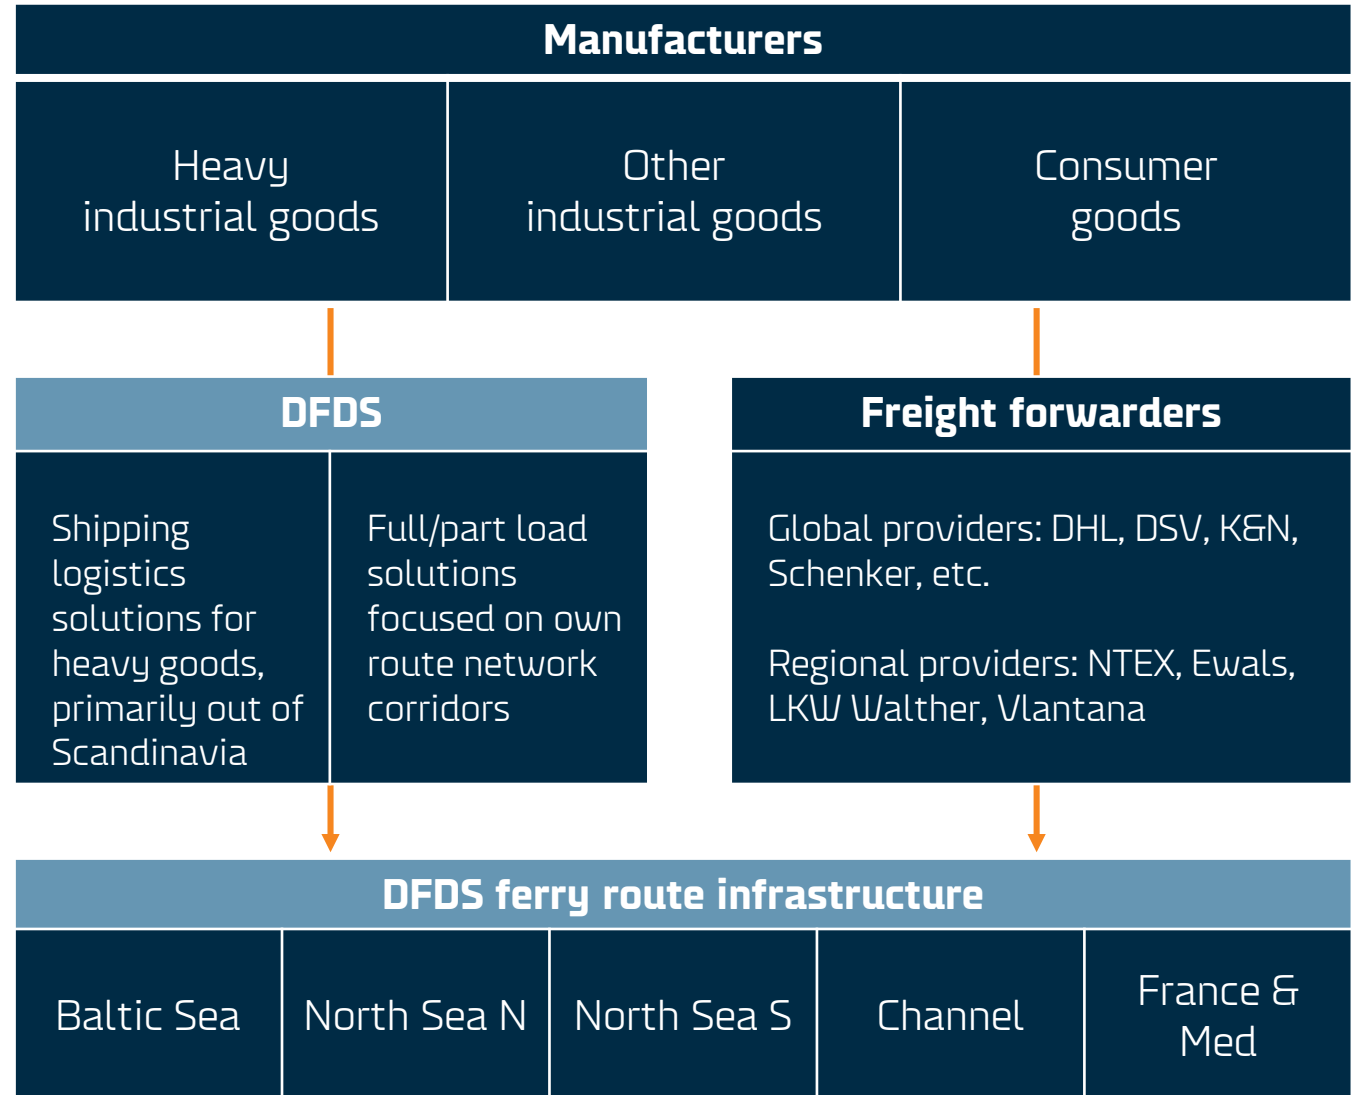 Manufacturers
Heavy
industrial goods
Other
industrial goods
Consumer
goods
DFDS
Shipping
logistics
solutions for
heavy goods,
primarily out of
Scandinavia
Full/part load
solutions
focused on own
route network
corridors
Freight forwarders
Global providers: DHL, DSV, K&N,
Schenker, etc.
Regional providers: NTEX, Ewals,
LKW Walther, Vlantana
DFDS ferry route infrastructure
Baltic Sea
North Sea N
North Sea S
Channel
France &
Med